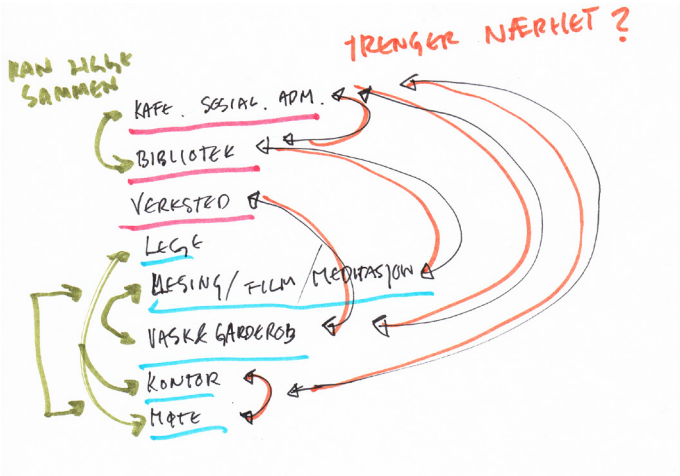 TRENGER NÆRHET?
KAN LIGGE
SAMMEN
KAFE. SOSIAL. ADM.
BIBLIOTEK
VERKSTED
LEGE
LESING / FILM / MEDITASJON
VASK & GARDEROB
KONTOR
MØTE